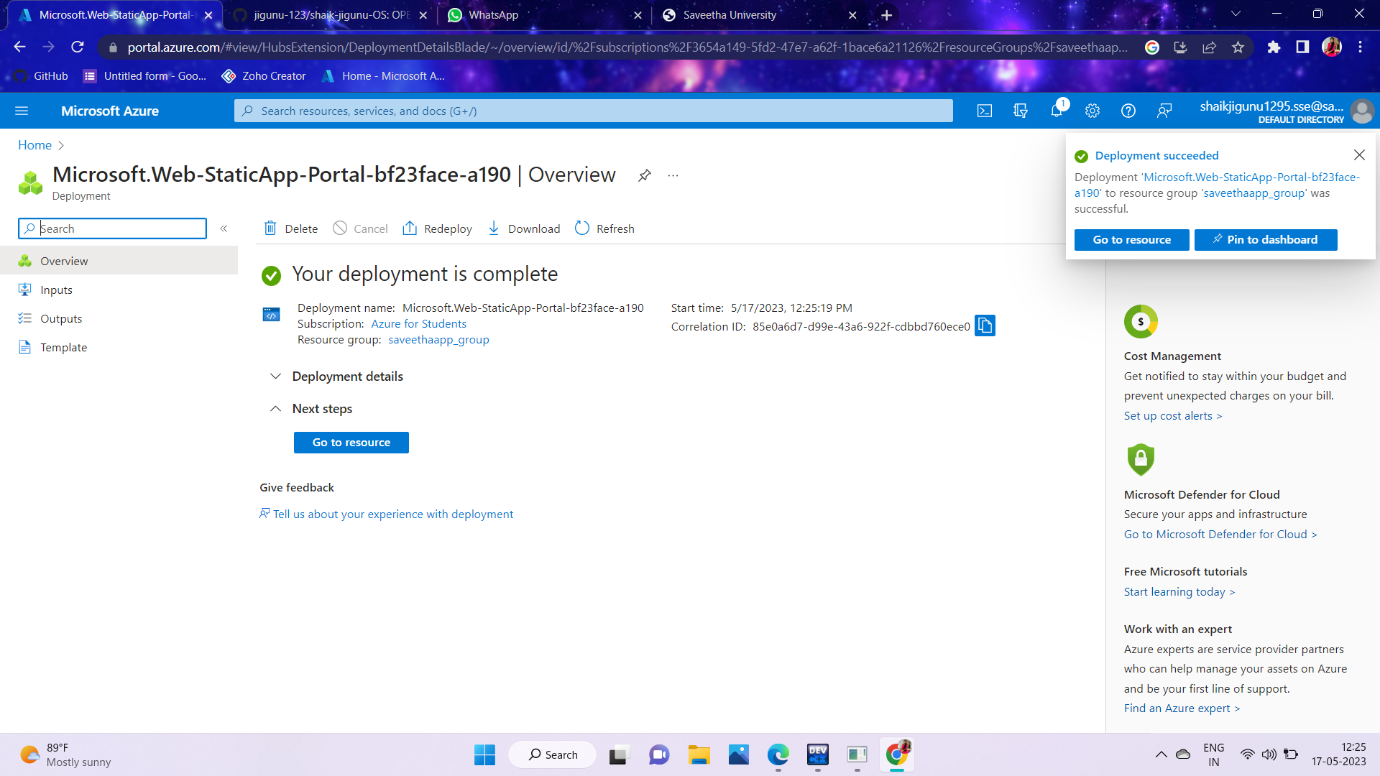 Microsoft.Web-StaticApp-Portal-
jigunu-123/shaik-jigunu-OS: OPE
WhatsApp
Saveetha University
portal.azure.com/#view/HubsExtension/DeploymentDetailsBlade/~/overview/id/%2Fsubscriptions%2F3654a149-5fd2-47e7-a62f-1bace6a21126%2FresourceGroups%2Fsaveethaap...
GitHub
Untitled form - Goo...
Zoho Creator
Home - Microsoft A...
Microsoft Azure
Search resources, services, and docs (G+/)
1
shaikjigunu1295.sse@sa...
DEFAULT DIRECTORY
Home
Microsoft.Web-StaticApp-Portal-bf23face-a190 | Overview
Deployment
Search
Overview
Inputs
Outputs
Template
Delete
Cancel
Redeploy
Download
Refresh
Your deployment is complete
Deployment name: Microsoft.Web-StaticApp-Portal-bf23face-a190
Subscription: Azure for Students
Resource group: saveethaapp_group
Start time: 5/17/2023, 12:25:19 PM
Correlation ID: 85e0a6d7-d99e-43a6-922f-cdbbd760ece0
Deployment details
Next steps
Go to resource
Give feedback
Tell us about your experience with deployment
Deployment succeeded
Deployment 'Microsoft.Web-StaticApp-Portal-bf23face-
a190' to resource group 'saveethaapp_group' was
successful.
Go to resource
Pin to dashboard
$
Cost Management
Get notified to stay within your budget and
prevent unexpected charges on your bill.
Set up cost alerts >
Microsoft Defender for Cloud
Secure your apps and infrastructure
Go to Microsoft Defender for Cloud >
Free Microsoft tutorials
Start learning today >
Work with an expert
Azure experts are service provider partners
who can help manage your assets on Azure
and be your first line of support.
Find an Azure expert >
89°F
Mostly sunny
Search
DEV
ENG
IN
12:25
17-05-2023